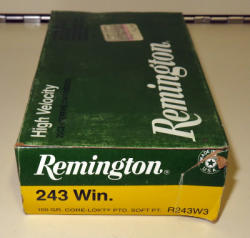 High Velocity
Remington®
Remington®
243 Win.
100 GR. CORE-LOKT® PTD. SOFT PT.
R243W3
U.S.A.